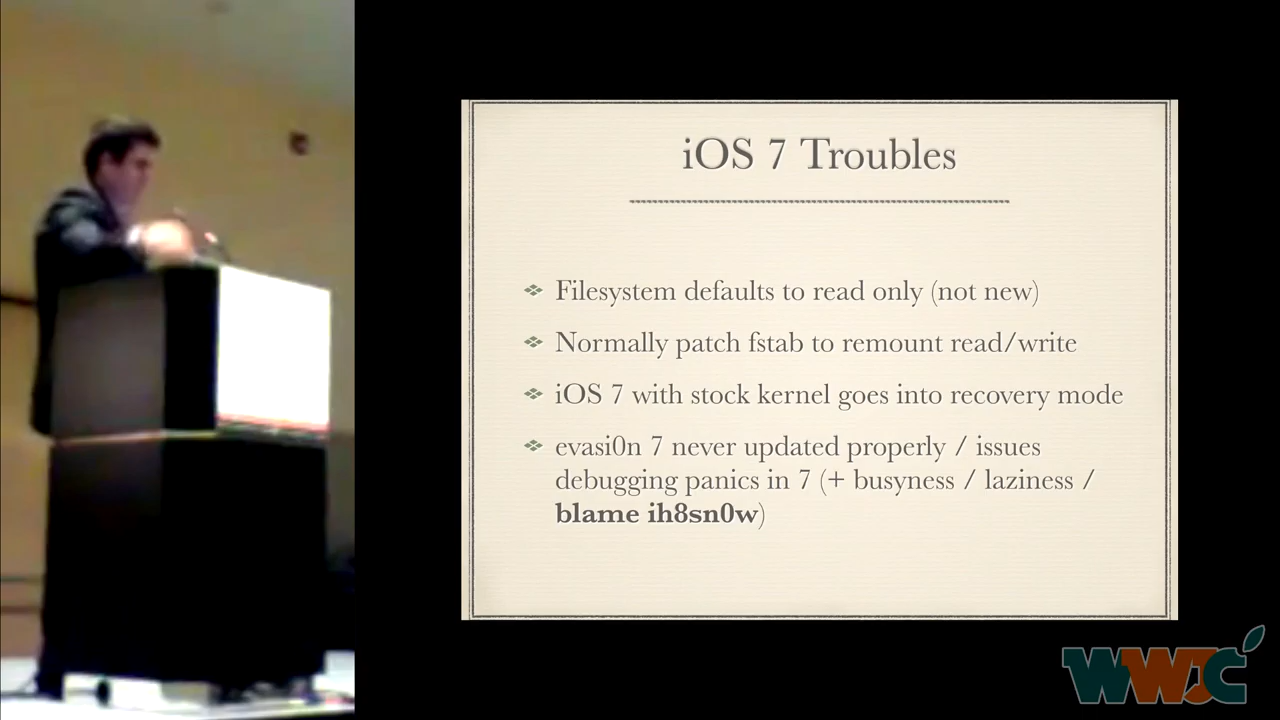 iOS 7 Troubles
Filesystem defaults to read only (not new)
Normally patch fstab to remount read/write
iOS 7 with stock kernel goes into recovery mode
evasi0n 7 never updated properly / issues
debugging panics in 7 (+ busyness / laziness /
blame ih8sn0w)
WWJC